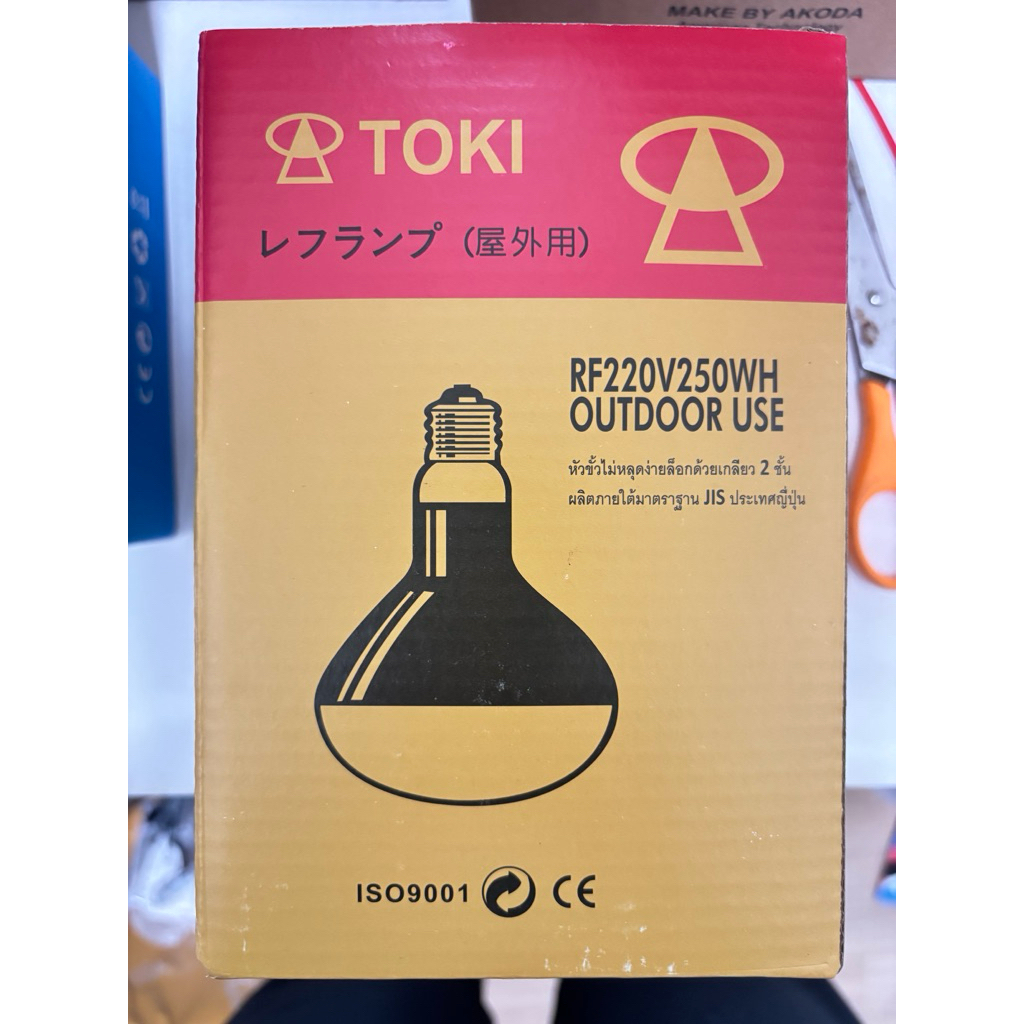 MAKE BY AKODA
TOKI
レフランプ (屋外用)
RF220V250WH
OUTDOOR USE
หัวขั้วไม่หลุดง่ายล็อกด้วยเกลียว 2 ชั้น
ผลิตภายใต้มาตราฐาน JIS ประเทศญี่ปุ่น
ISO9001 CE